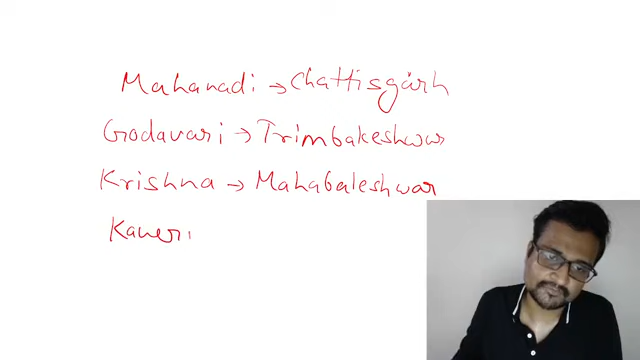 Mahanadi → Chattisgarh
Godavari → Trimbakeshwar
Krishna → Mahabaleshwar
Kaveri